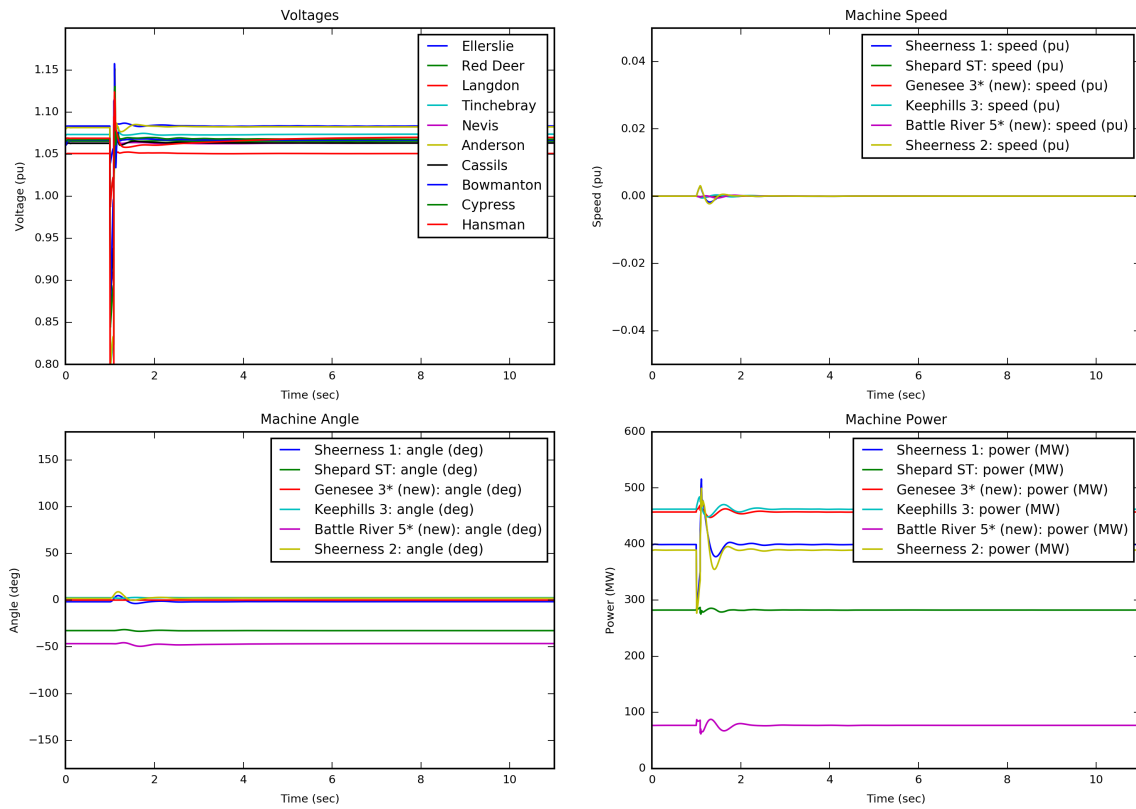 Voltages
1.15
1.10
1.05
1.00
0.95
0.90
0.85
0.80
Voltage (pu)
0 2 4 6 8 10
Time (sec)
Ellerslie
Red Deer
Langdon
Tinchebray
Nevis
Anderson
Cassils
Bowmanton
Cypress
Hansman
Machine Speed
0.04
0.02
0.00
−0.02
−0.04
Speed (pu)
0 2 4 6 8 10
Time (sec)
Sheerness 1: speed (pu)
Shepard ST: speed (pu)
Genesee 3* (new): speed (pu)
Keephills 3: speed (pu)
Battle River 5* (new): speed (pu)
Sheerness 2: speed (pu)
Machine Angle
150
100
50
0
−50
−100
−150
Angle (deg)
0 2 4 6 8 10
Time (sec)
Sheerness 1: angle (deg)
Shepard ST: angle (deg)
Genesee 3* (new): angle (deg)
Keephills 3: angle (deg)
Battle River 5* (new): angle (deg)
Sheerness 2: angle (deg)
Machine Power
600
500
400
300
200
100
0
Power (MW)
0 2 4 6 8 10
Time (sec)
Sheerness 1: power (MW)
Shepard ST: power (MW)
Genesee 3* (new): power (MW)
Keephills 3: power (MW)
Battle River 5* (new): power (MW)
Sheerness 2: power (MW)